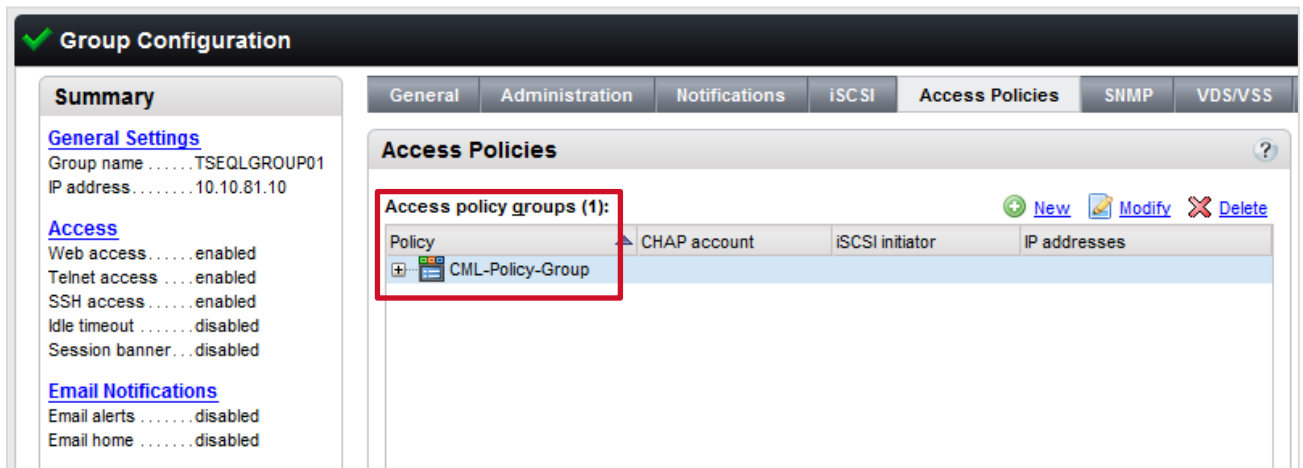 Group Configuration
Summary
General Settings
Group name ......TSEQLGROUP01
IP address........10.10.81.10
Access
Web access......enabled
Telnet access ....enabled
SSH access......enabled
Idle timeout .......disabled
Session banner...disabled
Email Notifications
Email alerts .......disabled
Email home .......disabled
General Administration Notifications iSCSI Access Policies SNMP VDS/VSS
Access Policies ?
Access policy groups (1): New Modify Delete
Policy CHAP account iSCSI initiator IP addresses
CML-Policy-Group